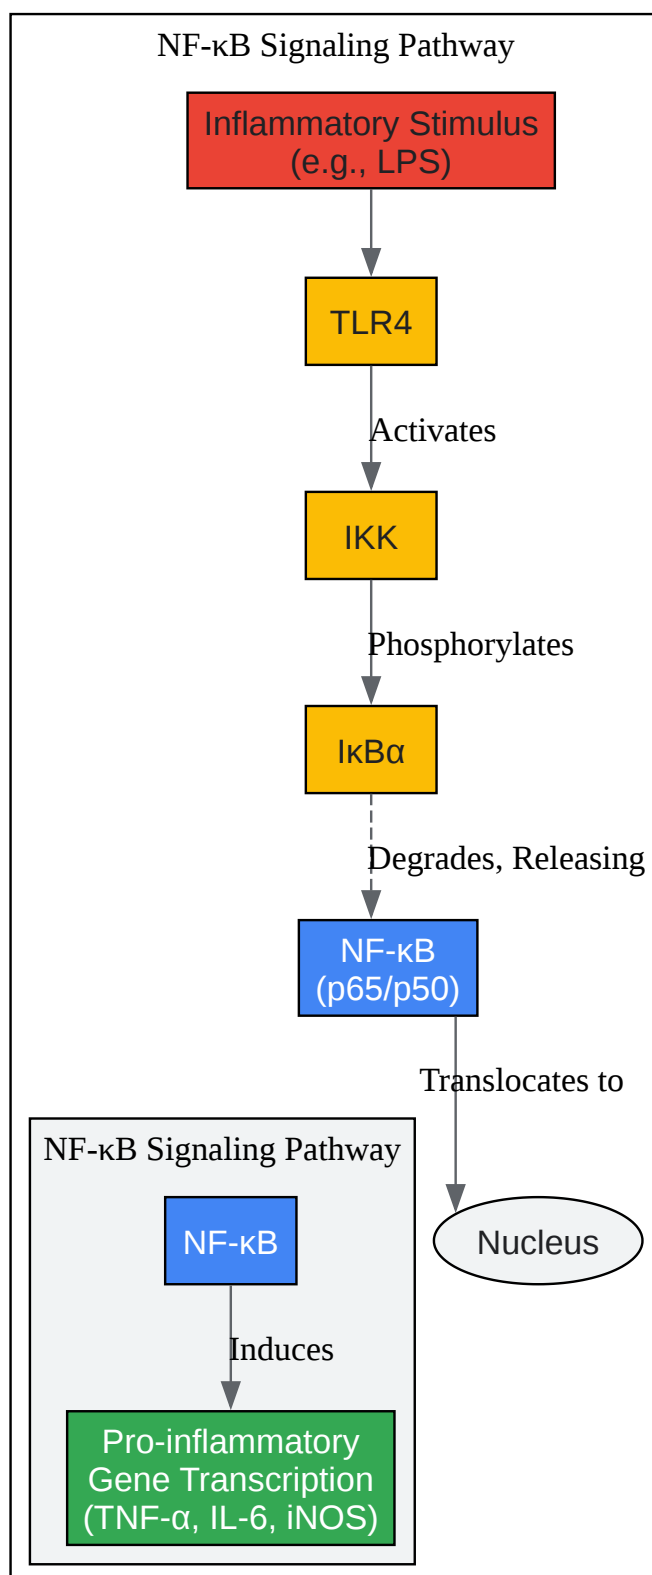 NF-κB Signaling Pathway
Inflammatory Stimulus
(e.g., LPS)
TLR4
Activates
IKK
Phosphorylates
IκBα
Degrades, Releasing
NF-κB
(p65/p50)
Translocates to
NF-κB Signaling Pathway
NF-κB
Nucleus
Induces
Pro-inflammatory
Gene Transcription
(TNF-α, IL-6, iNOS)